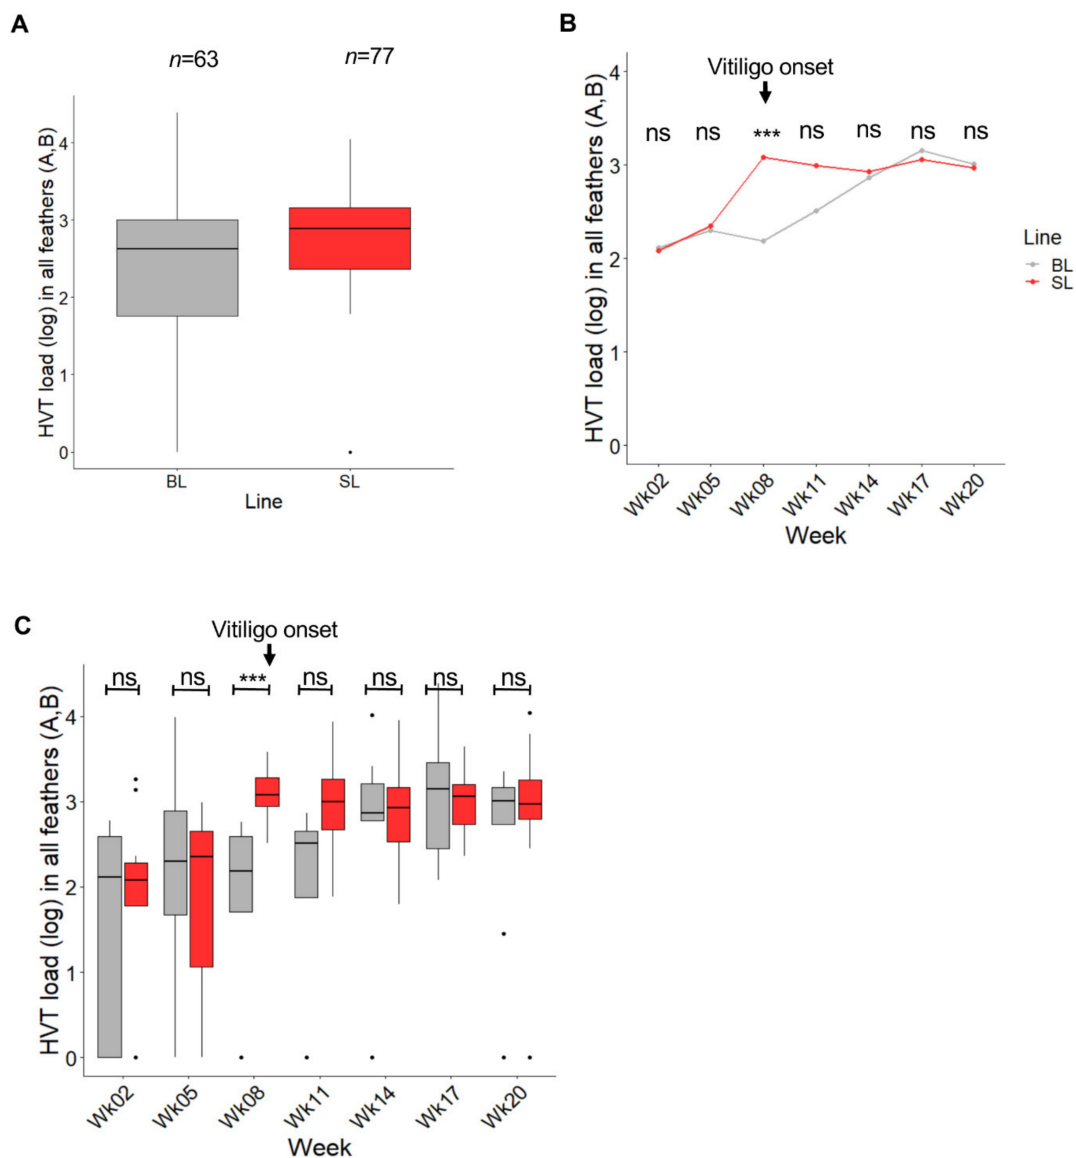 A
n=63
n=77
HVT load (log) in all feathers (A,B)
4
3
2
1
0
BL
SL
Line
B
Vitiligo onset
ns
ns
***
ns
ns
ns
ns
HVT load (log) in all feathers (A,B)
4
3
2
1
0
Wk02
Wk05
Wk08
Wk11
Wk14
Wk17
Wk20
Week
Line
BL
SL
C
Vitiligo onset
ns
ns
***
ns
ns
ns
ns
HVT load (log) in all feathers (A,B)
4
3
2
1
0
Wk02
Wk05
Wk08
Wk11
Wk14
Wk17
Wk20
Week